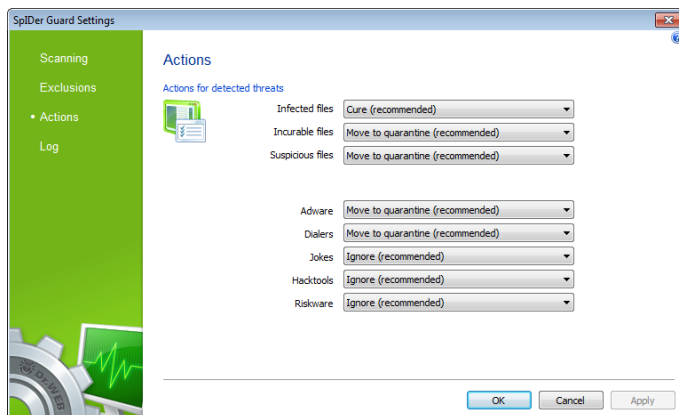 SpIDer Guard Settings
Scanning
Exclusions
• Actions
Log
Actions
Actions for detected threats
Infected files Cure (recommended)
Incurable files Move to quarantine (recommended)
Suspicious files Move to quarantine (recommended)
Adware Move to quarantine (recommended)
Dialers Move to quarantine (recommended)
Jokes Ignore (recommended)
Hacktools Ignore (recommended)
Riskware Ignore (recommended)
Dr.WEB
OK Cancel Apply